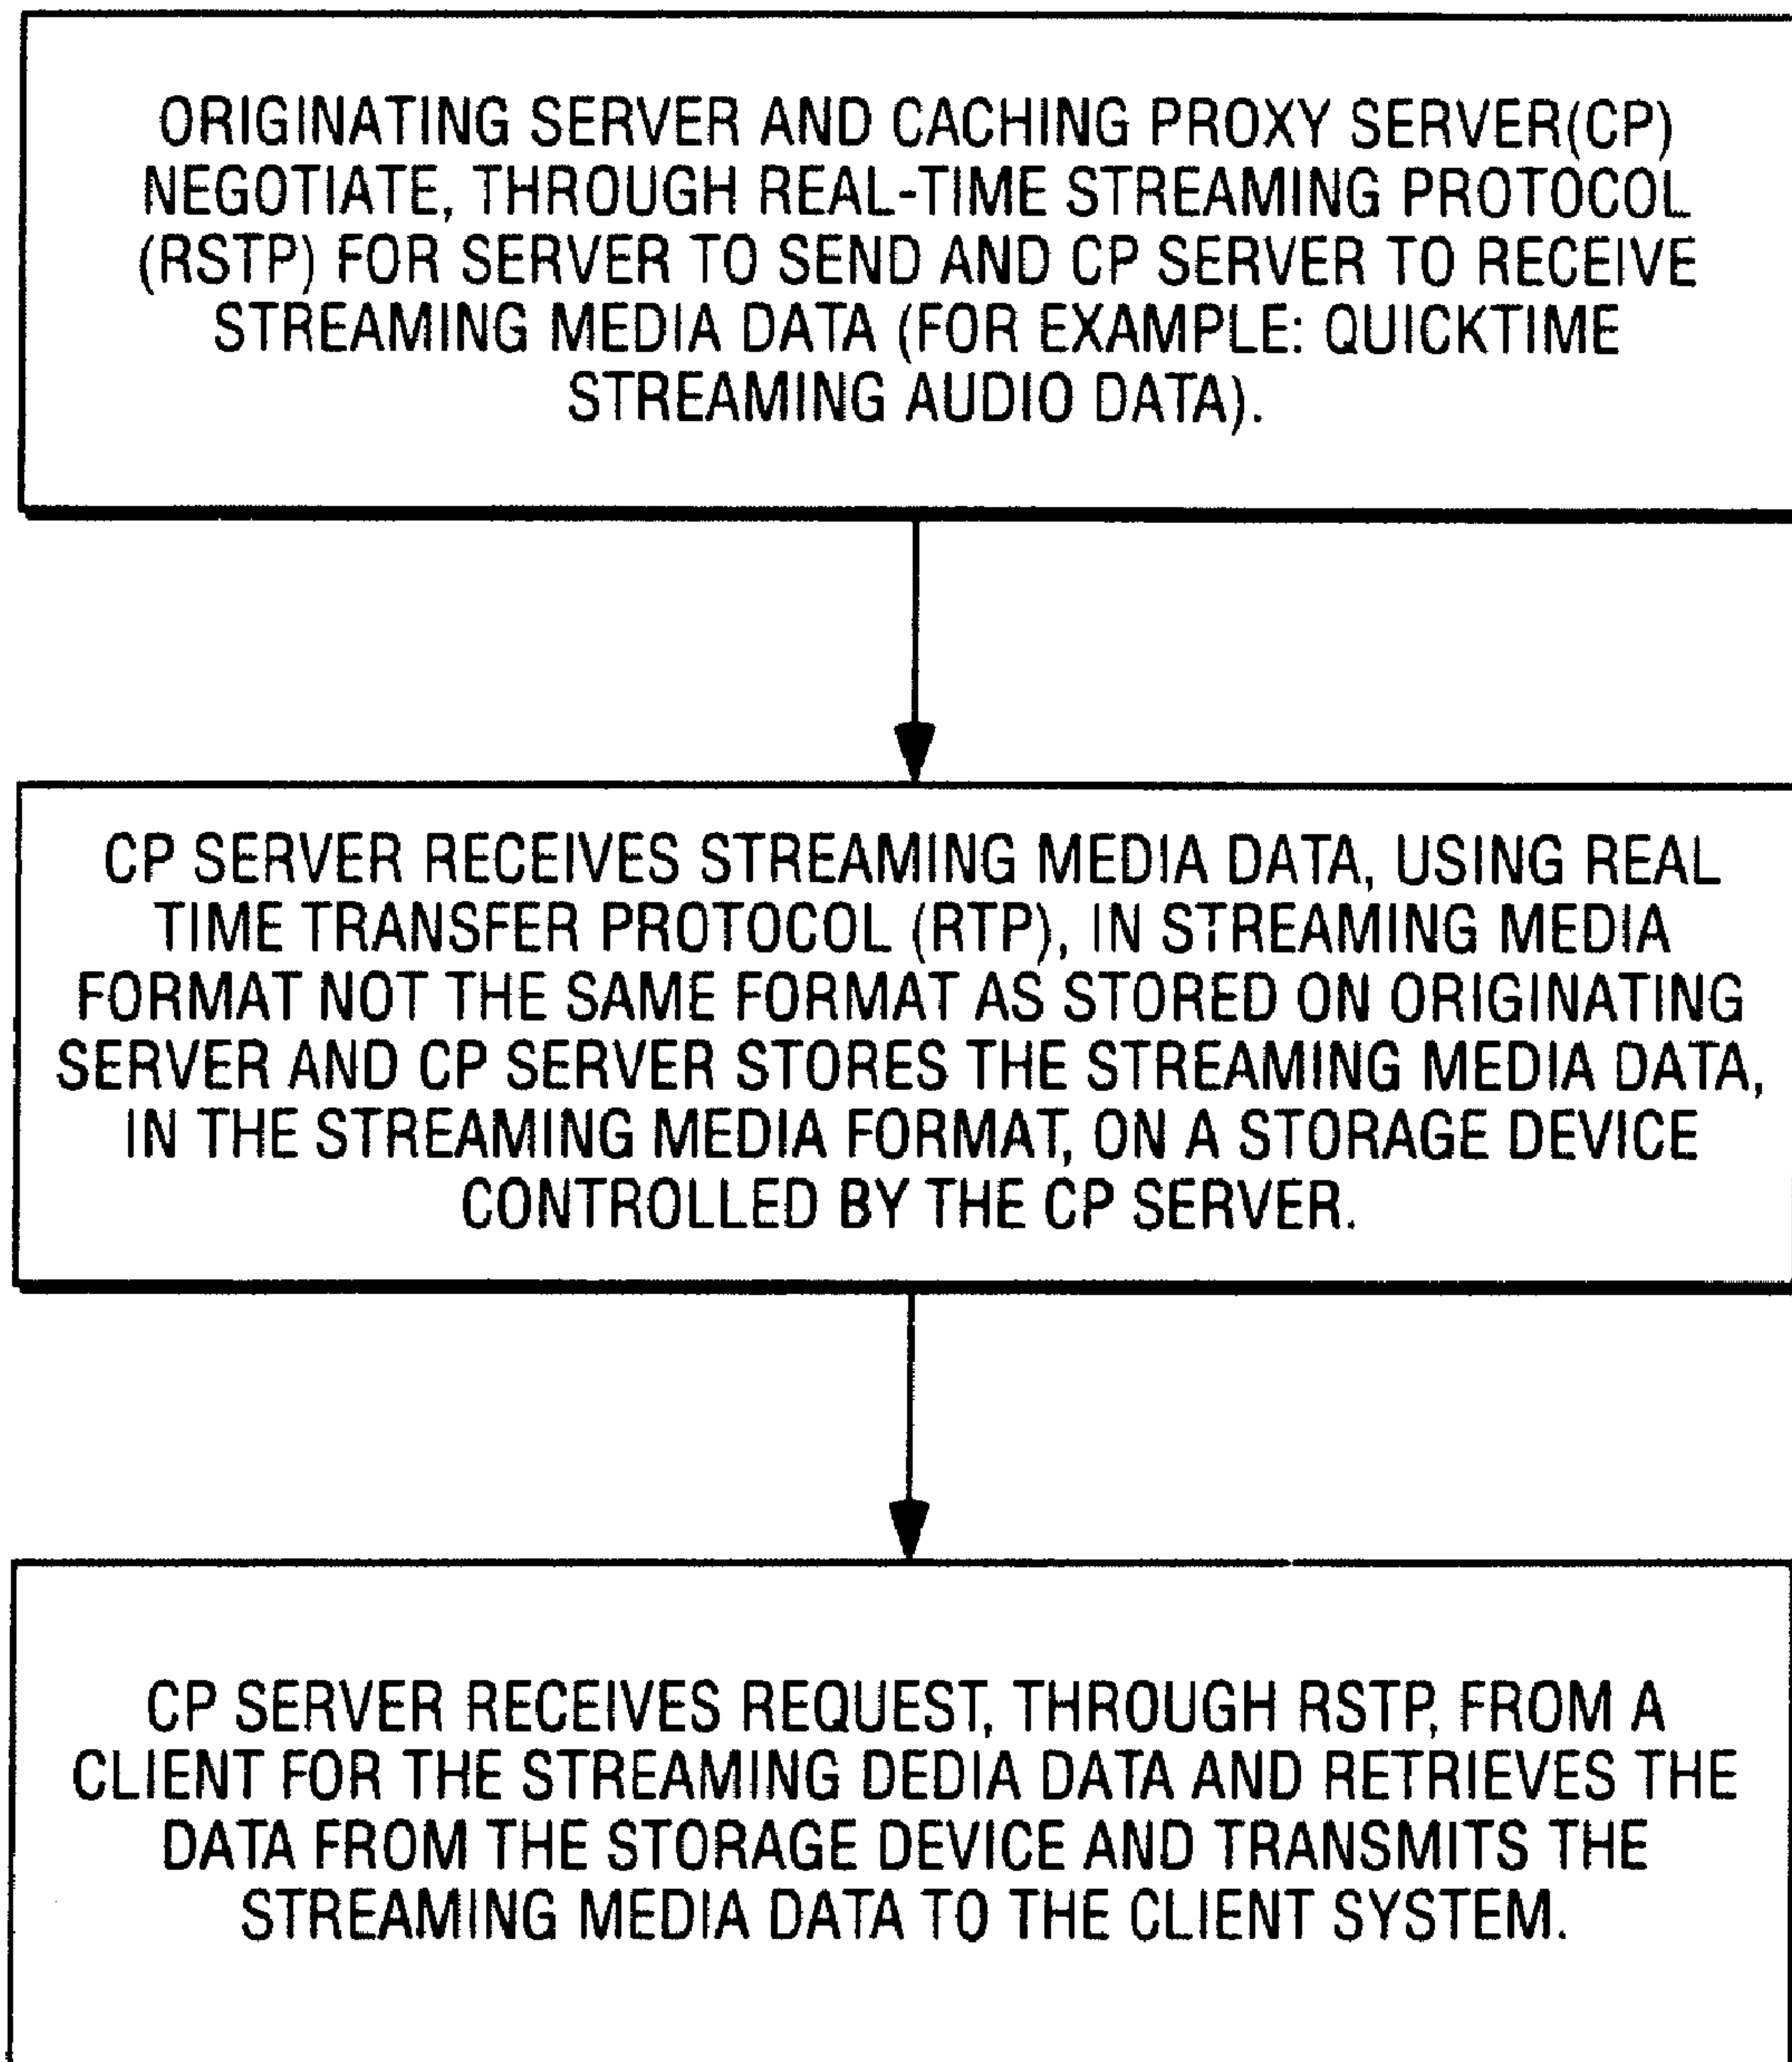 ORIGINATING SERVER AND CACHING PROXY SERVER(CP)
NEGOTIATE, THROUGH REAL-TIME STREAMING PROTOCOL
(RSTP) FOR SERVER TO SEND AND CP SERVER TO RECEIVE
STREAMING MEDIA DATA (FOR EXAMPLE: QUICKTIME
STREAMING AUDIO DATA).
CP SERVER RECEIVES STREAMING MEDIA DATA, USING REAL
TIME TRANSFER PROTOCOL (RTP), IN STREAMING MEDIA
FORMAT NOT THE SAME FORMAT AS STORED ON ORIGINATING
SERVER AND CP SERVER STORES THE STREAMING MEDIA DATA,
IN THE STREAMING MEDIA FORMAT, ON A STORAGE DEVICE
CONTROLLED BY THE CP SERVER.
CP SERVER RECEIVES REQUEST, THROUGH RSTP, FROM A
CLIENT FOR THE STREAMING DEDIA DATA AND RETRIEVES THE
DATA FROM THE STORAGE DEVICE AND TRANSMITS THE
STREAMING MEDIA DATA TO THE CLIENT SYSTEM.